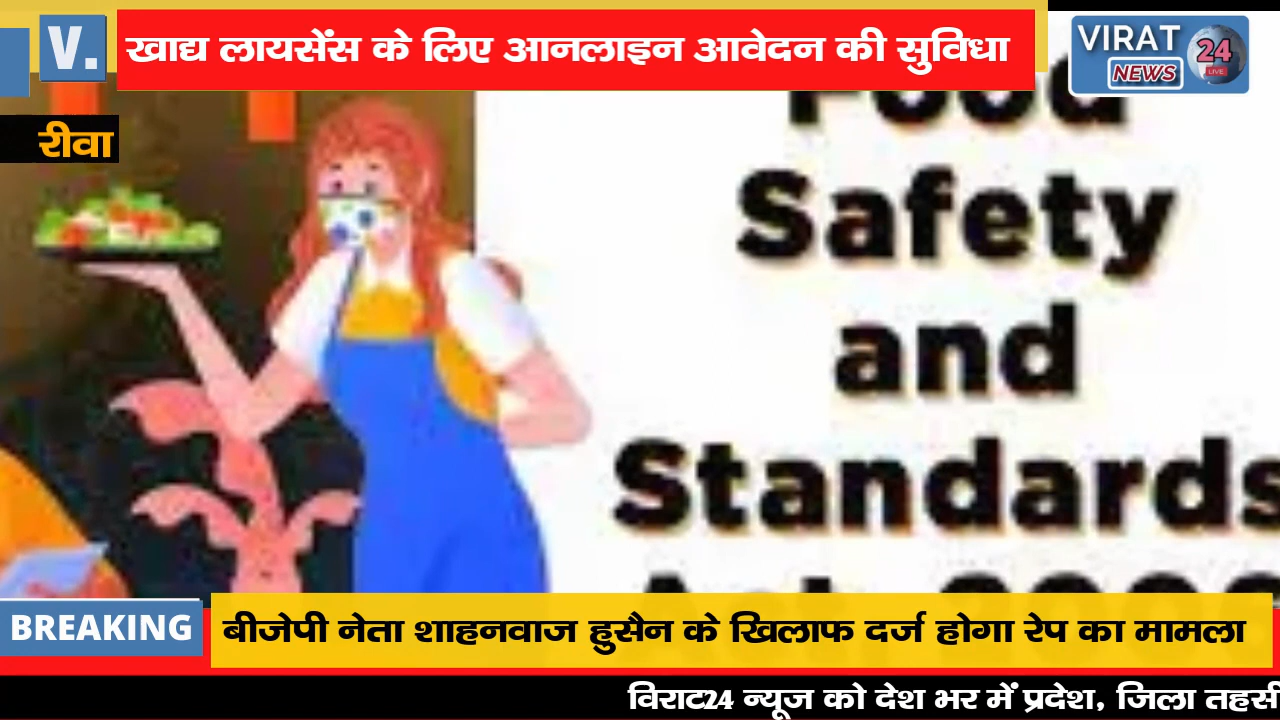 V.
खाद्य लायसेंस के लिए आनलाइन आवेदन की सुविधा
VIRAT
24
NEWS
LIVE
रीवा
Food
Safety
and
Standards
BREAKING
बीजेपी नेता शाहनवाज हुसैन के खिलाफ दर्ज होगा रेप का मामला
विराट24 न्यूज को देश भर में प्रदेश, जिला तहसी